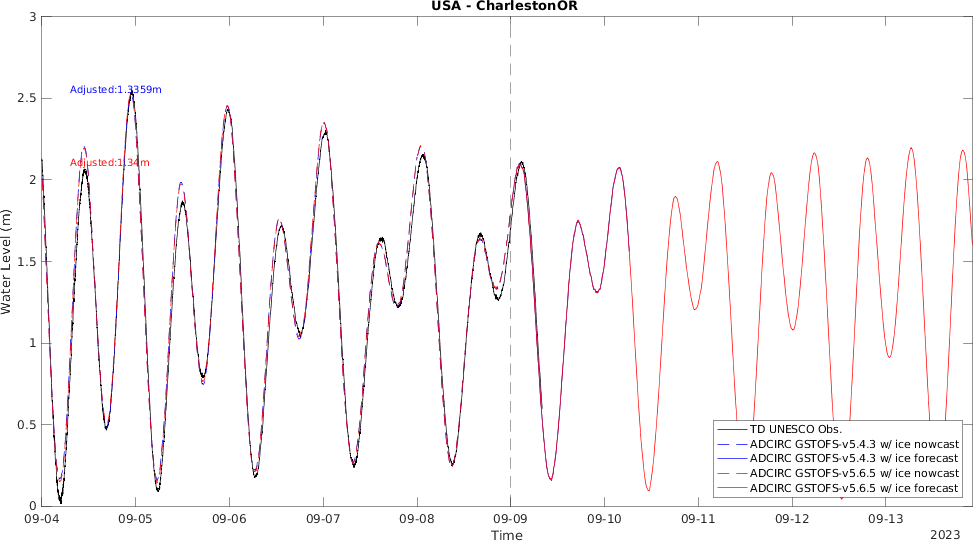 USA - CharlestonOR
3
2.5
2
1.5
1
0.5
0
Water Level (m)
Adjusted:1.3359m
Adjusted:1.34m
TD UNESCO Obs.
ADCIRC GSTOFS-v5.4.3 w/ ice nowcast
ADCIRC GSTOFS-v5.4.3 w/ ice forecast
ADCIRC GSTOFS-v5.6.5 w/ ice nowcast
ADCIRC GSTOFS-v5.6.5 w/ ice forecast
09-04 09-05 09-06 09-07 09-08 09-09 09-10 09-11 09-12 09-13
Time
2023